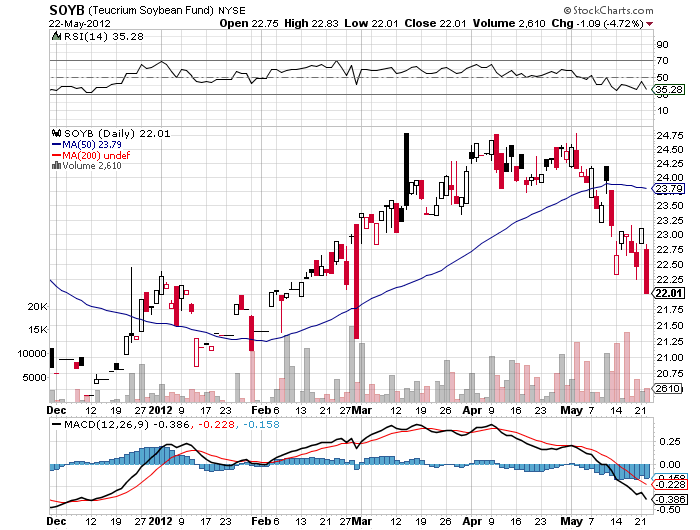 SOYB (Teucrium Soybean Fund) NYSE © StockCharts.com
22-May-2012 Open 22.75 High 22.83 Low 22.01 Close 22.01 Volume 2,610 Chg -1.09 (-4.72%)
RSI(14) 35.28
90
70
50
35.28
30
10
SOYB (Daily) 22.01
MA(50) 23.79
MA(200) undef
Volume 2,610
24.75
24.50
24.25
24.00
23.79
23.50
23.25
23.00
22.75
22.50
22.25
22.01
21.75
21.50
21.25
21.00
20.75
20.50
2610
20K
15K
10000
5000
Dec 12 19 27 2012 9 17 23 Feb 6 13 21 27 Mar 12 19 26 Apr 9 16 23 May 7 14 21
MACD(12,26,9) -0.386, -0.228, -0.158
0.25
0.00
-0.158
-0.228
-0.386
-0.50
Dec 12 19 27 2012 9 17 23 Feb 6 13 21 27 Mar 12 19 26 Apr 9 16 23 May 7 14 21